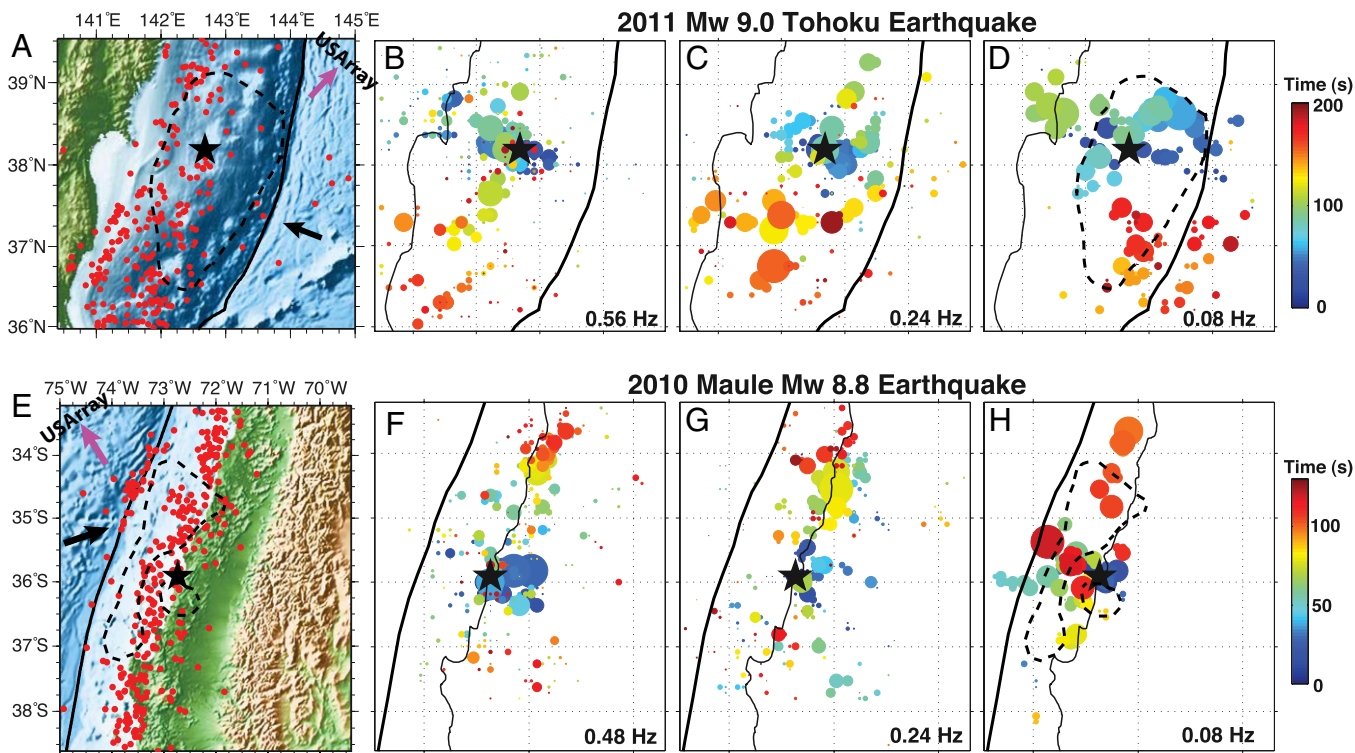 2011 Mw 9.0 Tohoku Earthquake
141°E 142°E 143°E 144°E 145°E
A
USArray
39°N
38°N
37°N
36°N
B
0.56 Hz
C
0.24 Hz
D
0.08 Hz
Time (s)
200
100
0
2010 Maule Mw 8.8 Earthquake
75°W 74°W 73°W 72°W 71°W 70°W
E
USArray
34°S
35°S
36°S
37°S
38°S
F
0.48 Hz
G
0.24 Hz
H
0.08 Hz
Time (s)
100
50
0